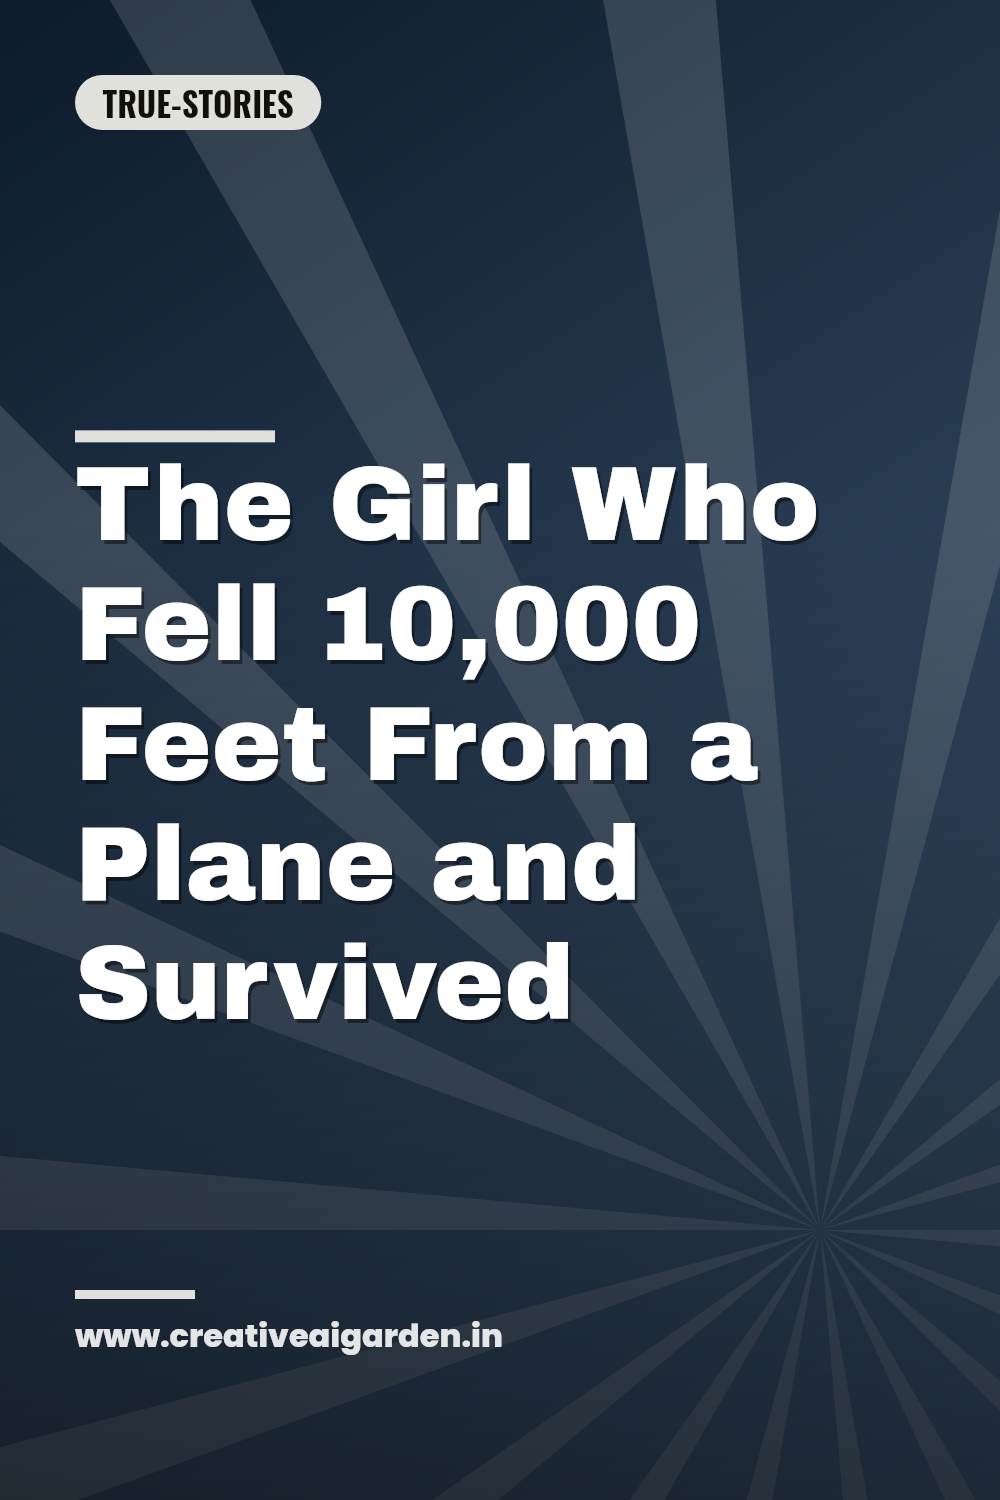 TRUE-STORIES
The Girl Who
Fell 10,000
Feet From a
Plane and
Survived
www.creativeaigarden.in